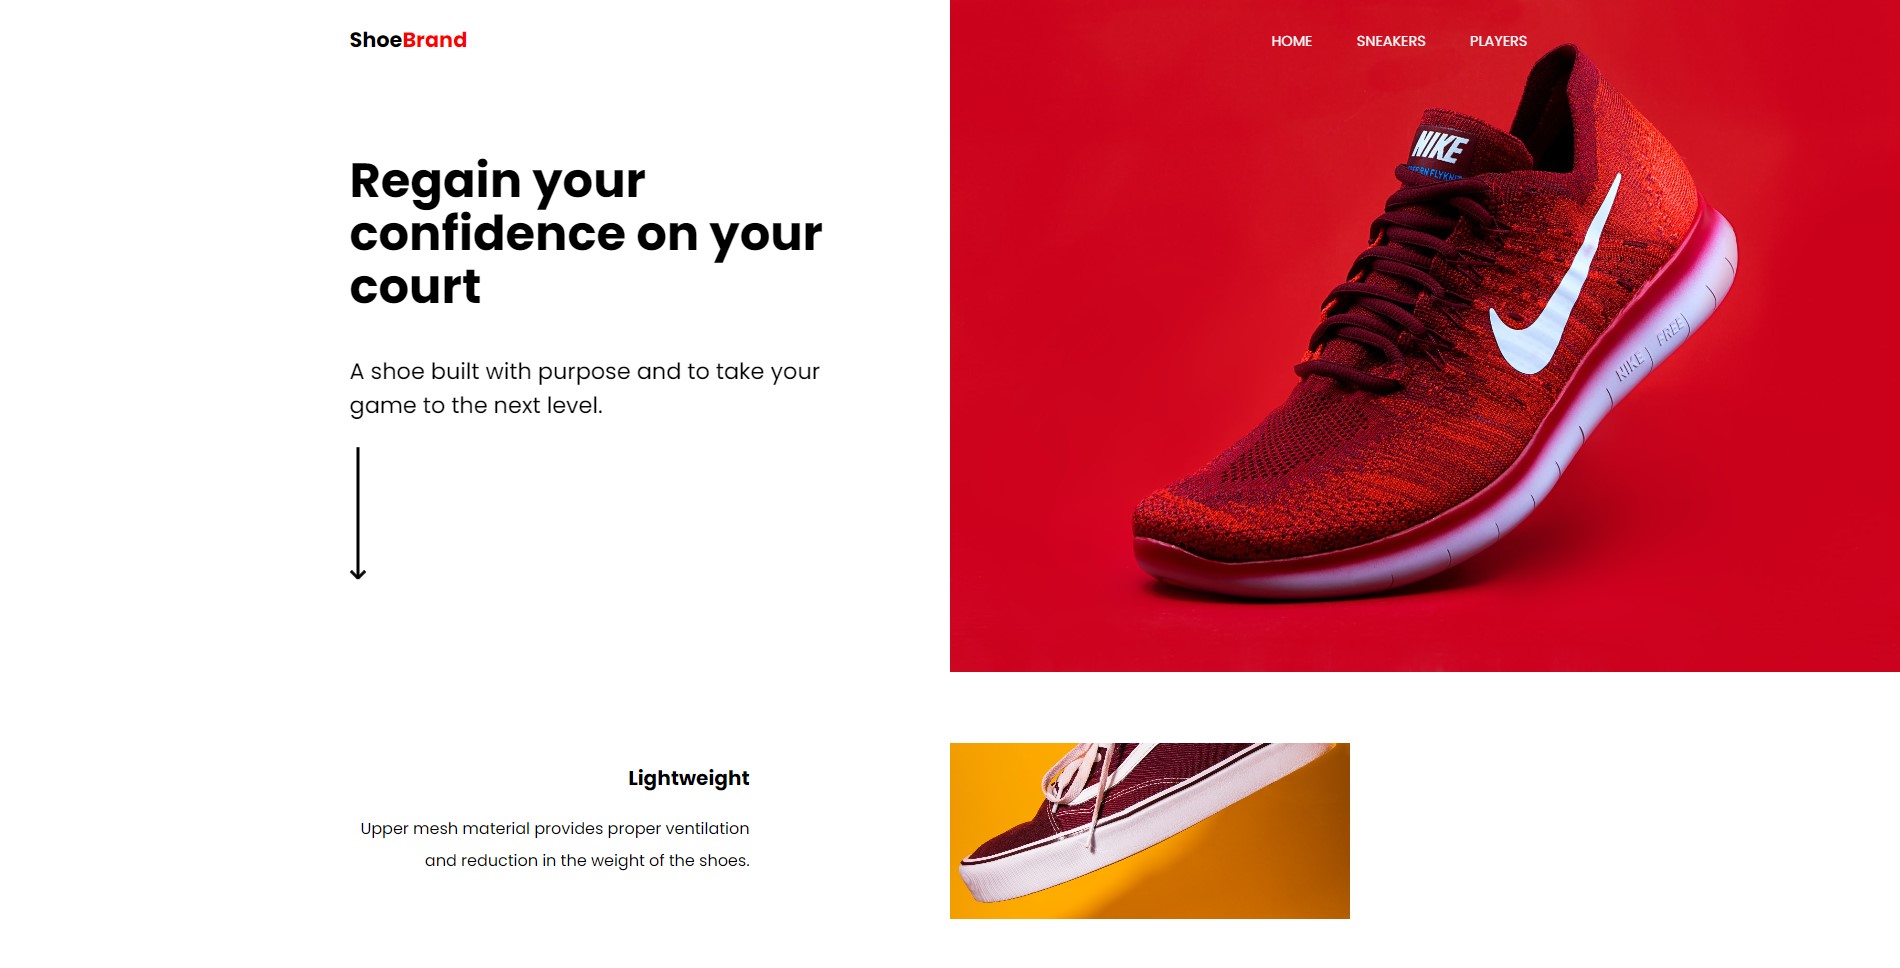 ShoeBrand
HOME SNEAKERS PLAYERS
Regain your
confidence on your
court
A shoe built with purpose and to take your
game to the next level.
NIKE
NIKE FREE
Lightweight
Upper mesh material provides proper ventilation
and reduction in the weight of the shoes.